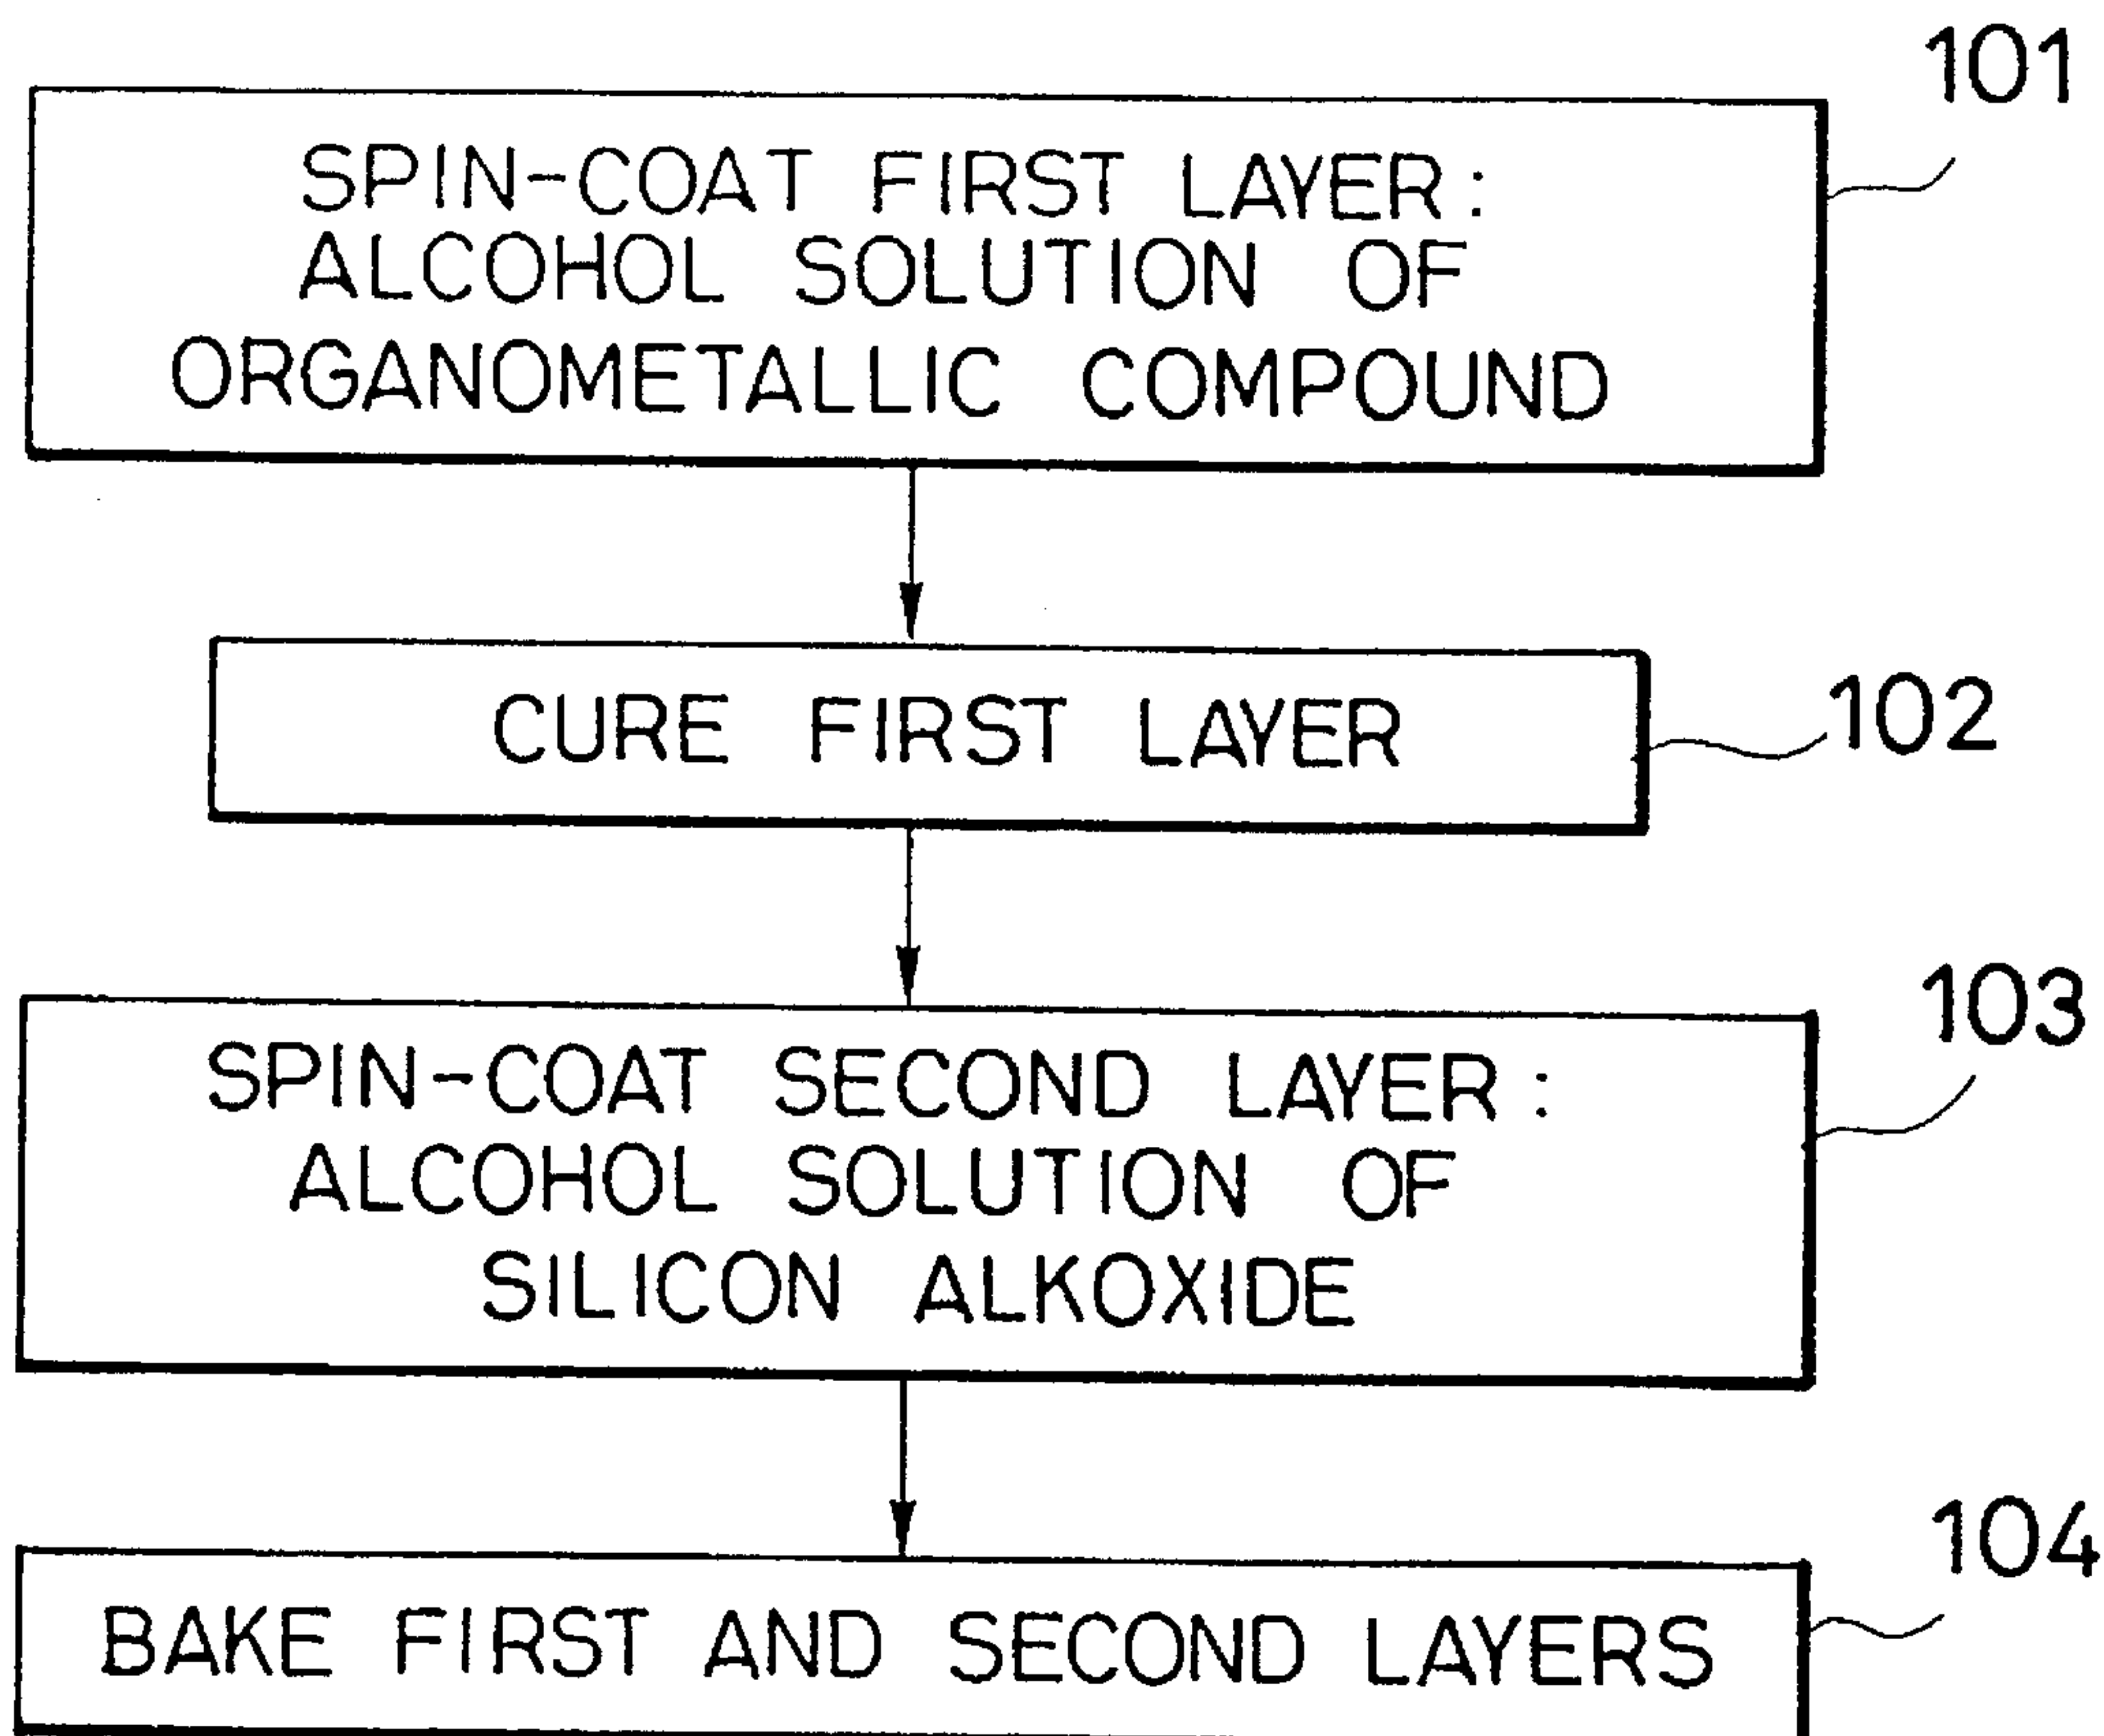 101
SPIN-COAT FIRST LAYER:
ALCOHOL SOLUTION OF
ORGANOMETALLIC COMPOUND
CURE FIRST LAYER
102
103
SPIN-COAT SECOND LAYER:
ALCOHOL SOLUTION OF
SILICON ALKOXIDE
104
BAKE FIRST AND SECOND LAYERS